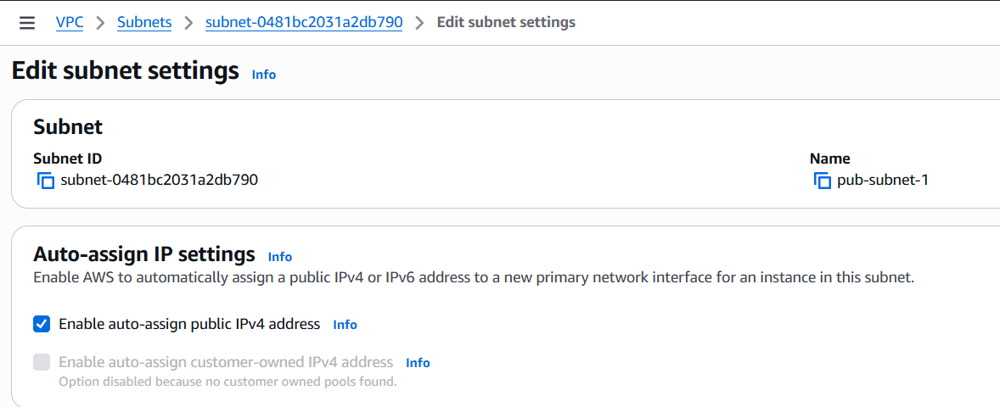 VPC > Subnets > subnet-0481bc2031a2db790 > Edit subnet settings
Edit subnet settings Info
Subnet
Subnet ID Name
subnet-0481bc2031a2db790 pub-subnet-1
Auto-assign IP settings Info
Enable AWS to automatically assign a public IPv4 or IPv6 address to a new primary network interface for an instance in this subnet.
Enable auto-assign public IPv4 address Info
Enable auto-assign customer-owned IPv4 address Info
Option disabled because no customer owned pools found.